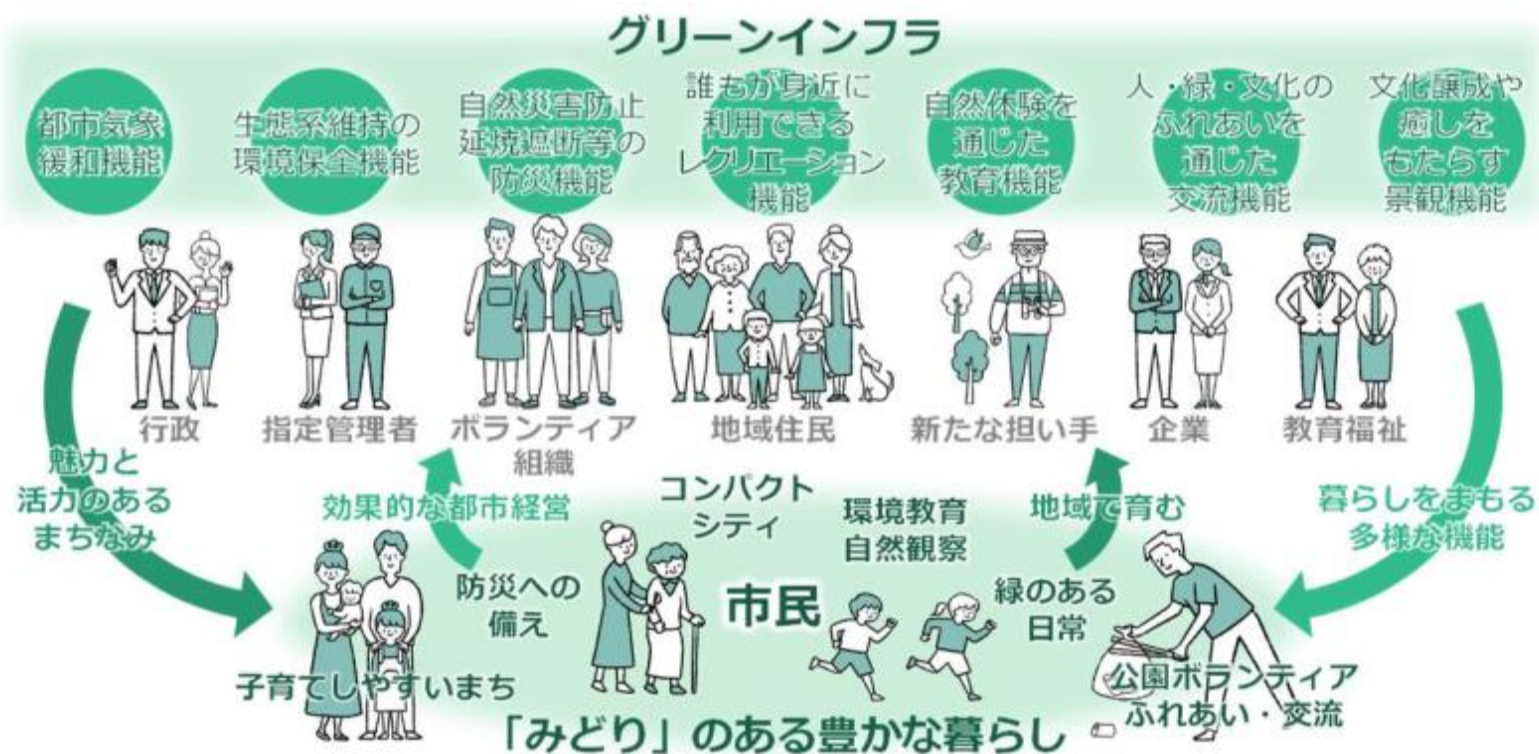 グリーンインフラ
都市気象
緩和機能
生態系維持の
環境保全機能
自然災害防止
延焼遮断等の
防災機能
誰もが身近に
利用できる
レクリエーション
機能
自然体験を
通じた
教育機能
人・緑・文化の
ふれあいを
通じた
交流機能
文化醸成や
癒しを
もたらす
景観機能
行政
指定管理者
ボランティア
組織
地域住民
新たな担い手
企業
教育福祉
魅力と
活力のある
まちなみ
効果的な都市経営
コンパクト
シティ
環境教育
自然観察
地域で育む
暮らしをまもる
多様な機能
防災への
備え
市民
緑のある
日常
子育てしやすいまち
公園ボランティア
ふれあい・交流
「みどり」のある豊かな暮らし